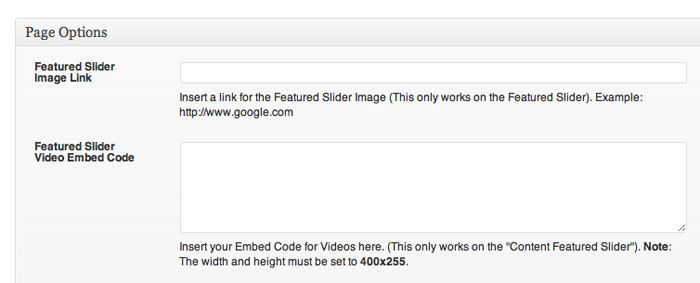 Page Options
Featured Slider
Image Link
Insert a link for the Featured Slider Image (This only works on the Featured Slider). Example:
http://www.google.com
Featured Slider
Video Embed Code
Insert your Embed Code for Videos here. (This only works on the "Content Featured Slider"). Note:
The width and height must be set to 400x255.